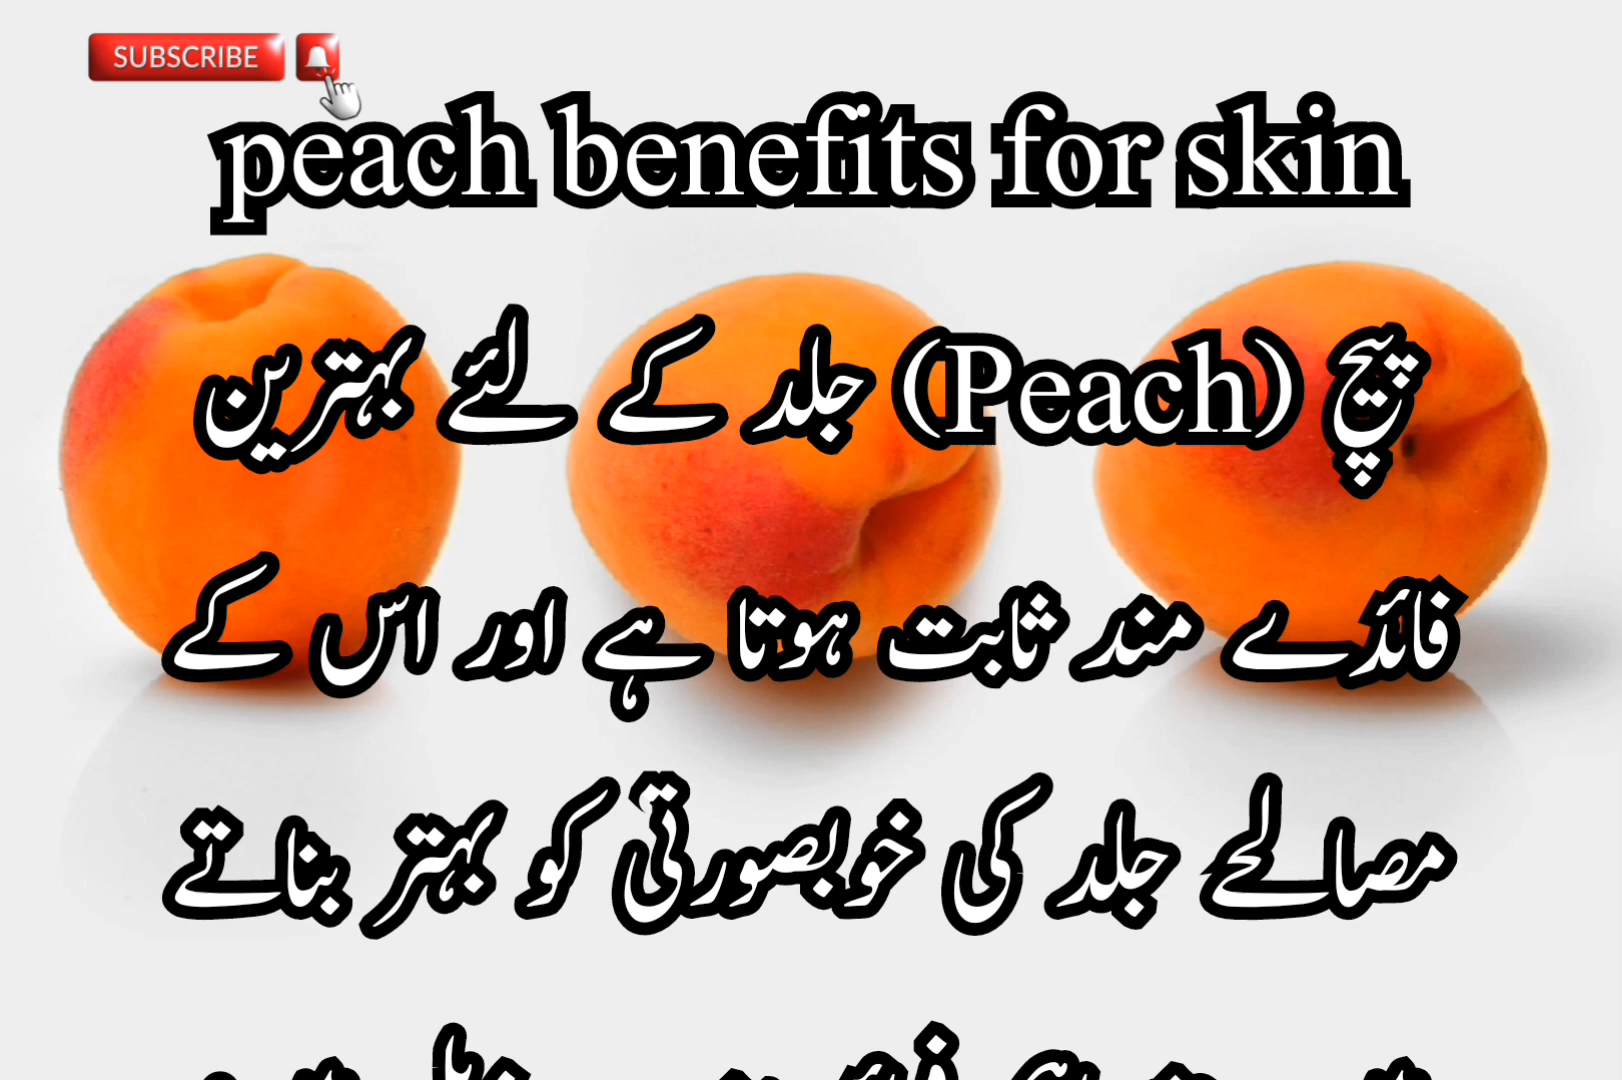 SUBSCRIBE
peach benefits for skin
پیچ (Peach) جلد کے لئے بہترین
فائدے مند ثابت ہوتا ہے اور اس کے
مصالحے جلد کی خوبصورتی کو بہتر بناتے